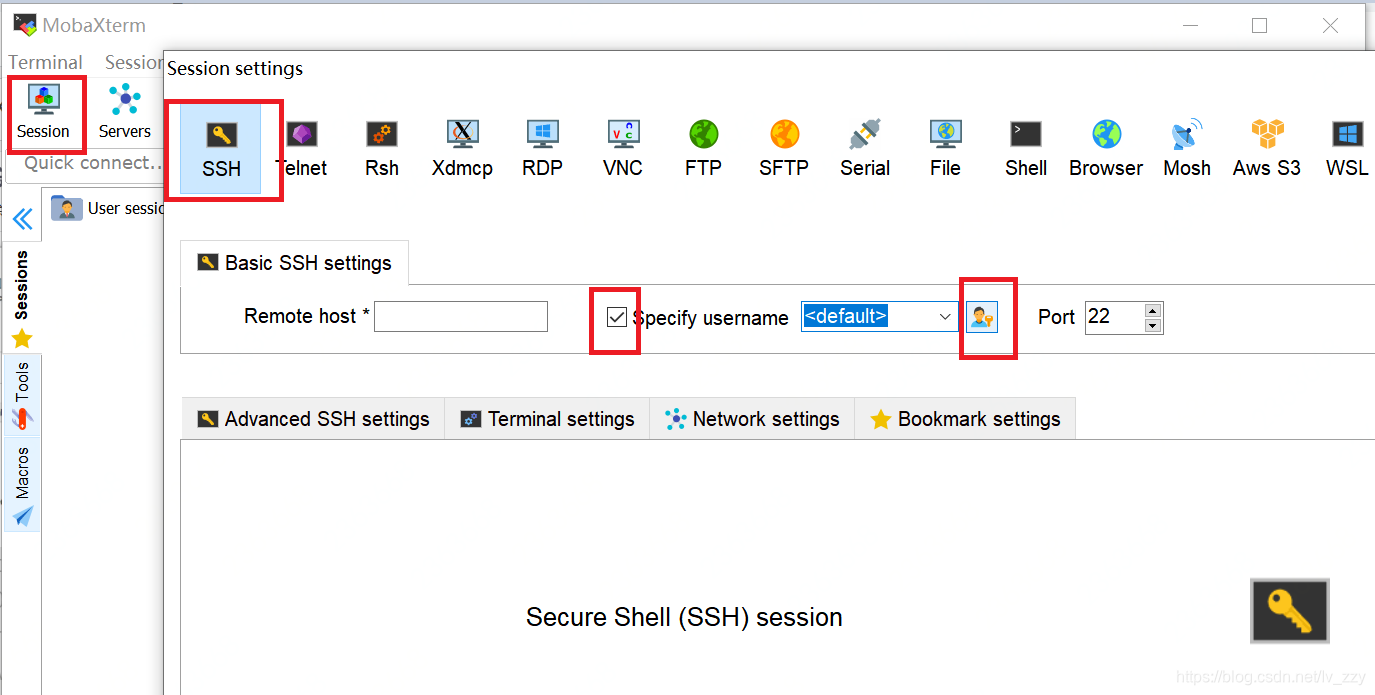 MobaXterm
Terminal Session
Session Servers
Quick connect...
User sessio
Sessions
Tools
Macros
Session settings
SSH Telnet Rsh Xdmcp RDP VNC FTP SFTP Serial File Shell Browser Mosh Aws S3 WSL
Basic SSH settings
Remote host * Specify username <default> Port 22
Advanced SSH settings Terminal settings Network settings Bookmark settings
Secure Shell (SSH) session
https://blog.csdn.net/lv_zzy